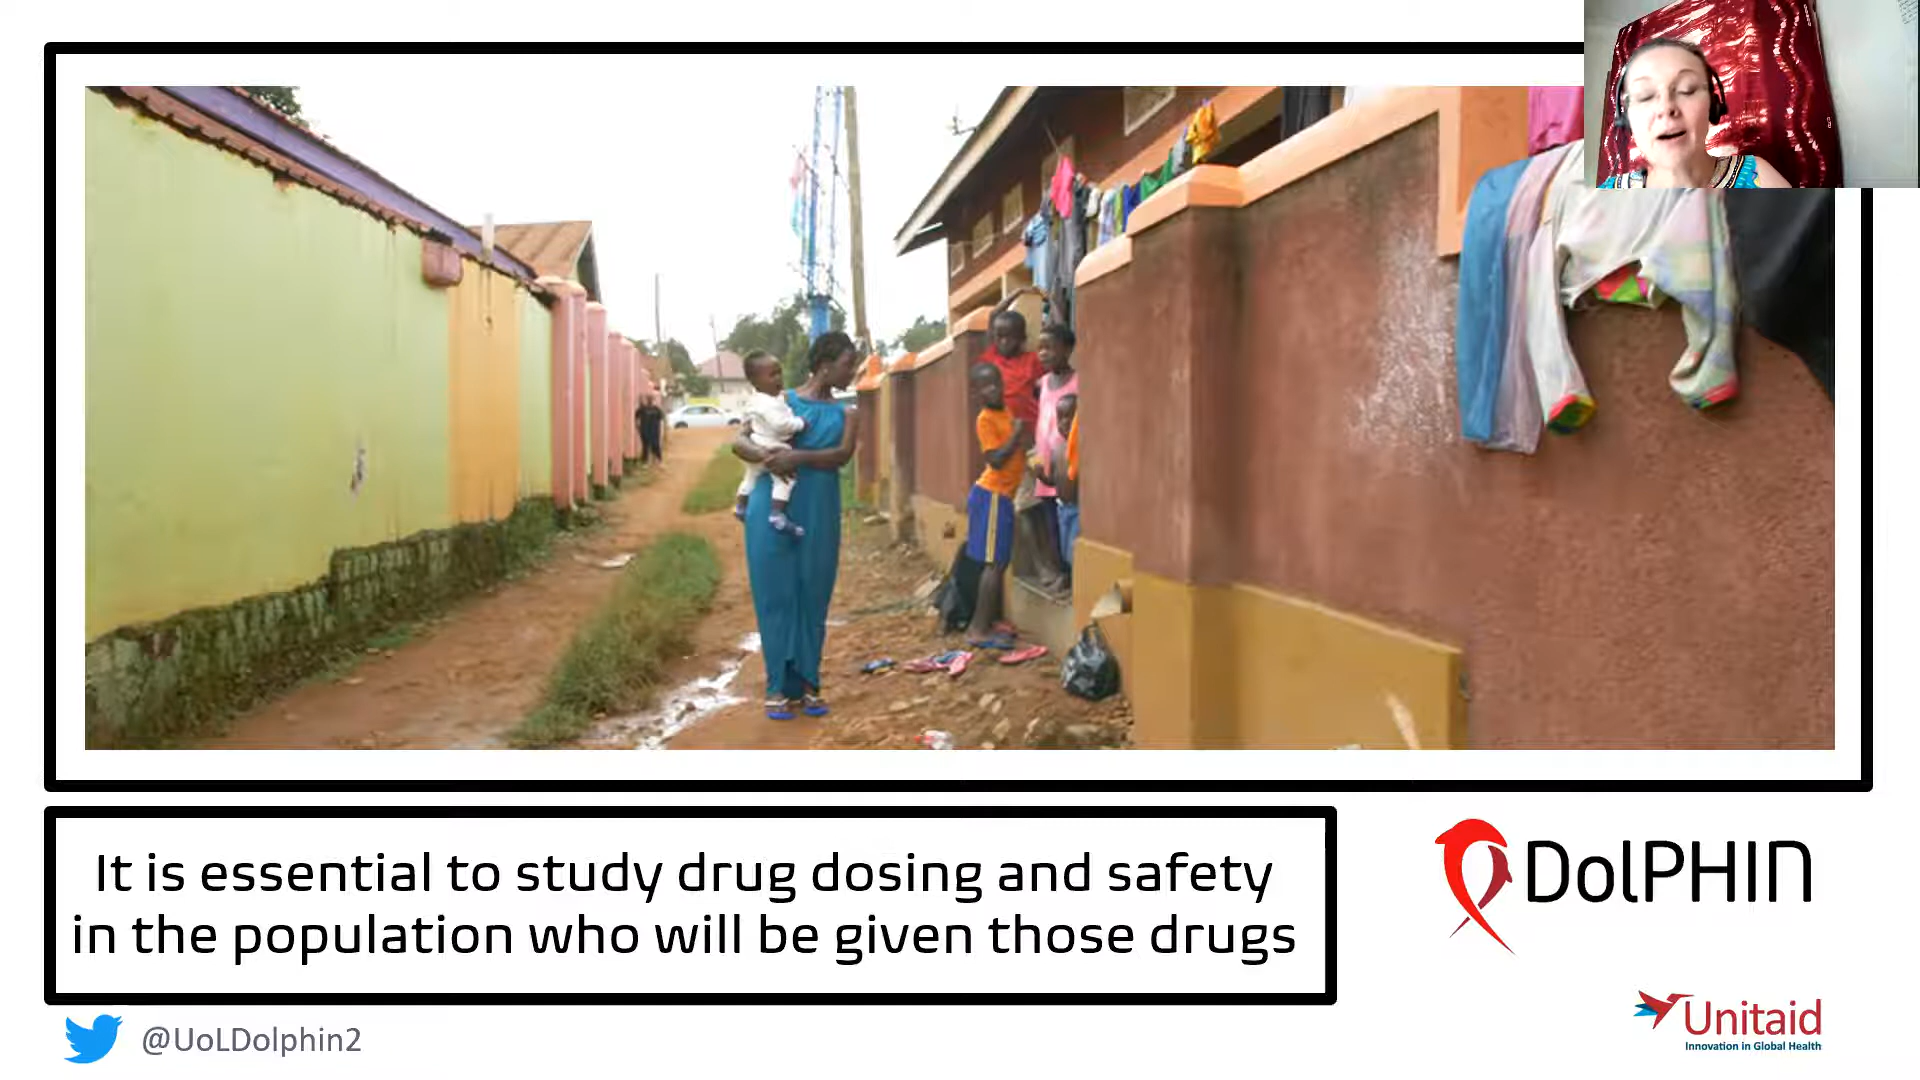 It is essential to study drug dosing and safety
in the population who will be given those drugs
DolPHIN
@UoLDolphin2
Unitaid
Innovation in Global Health